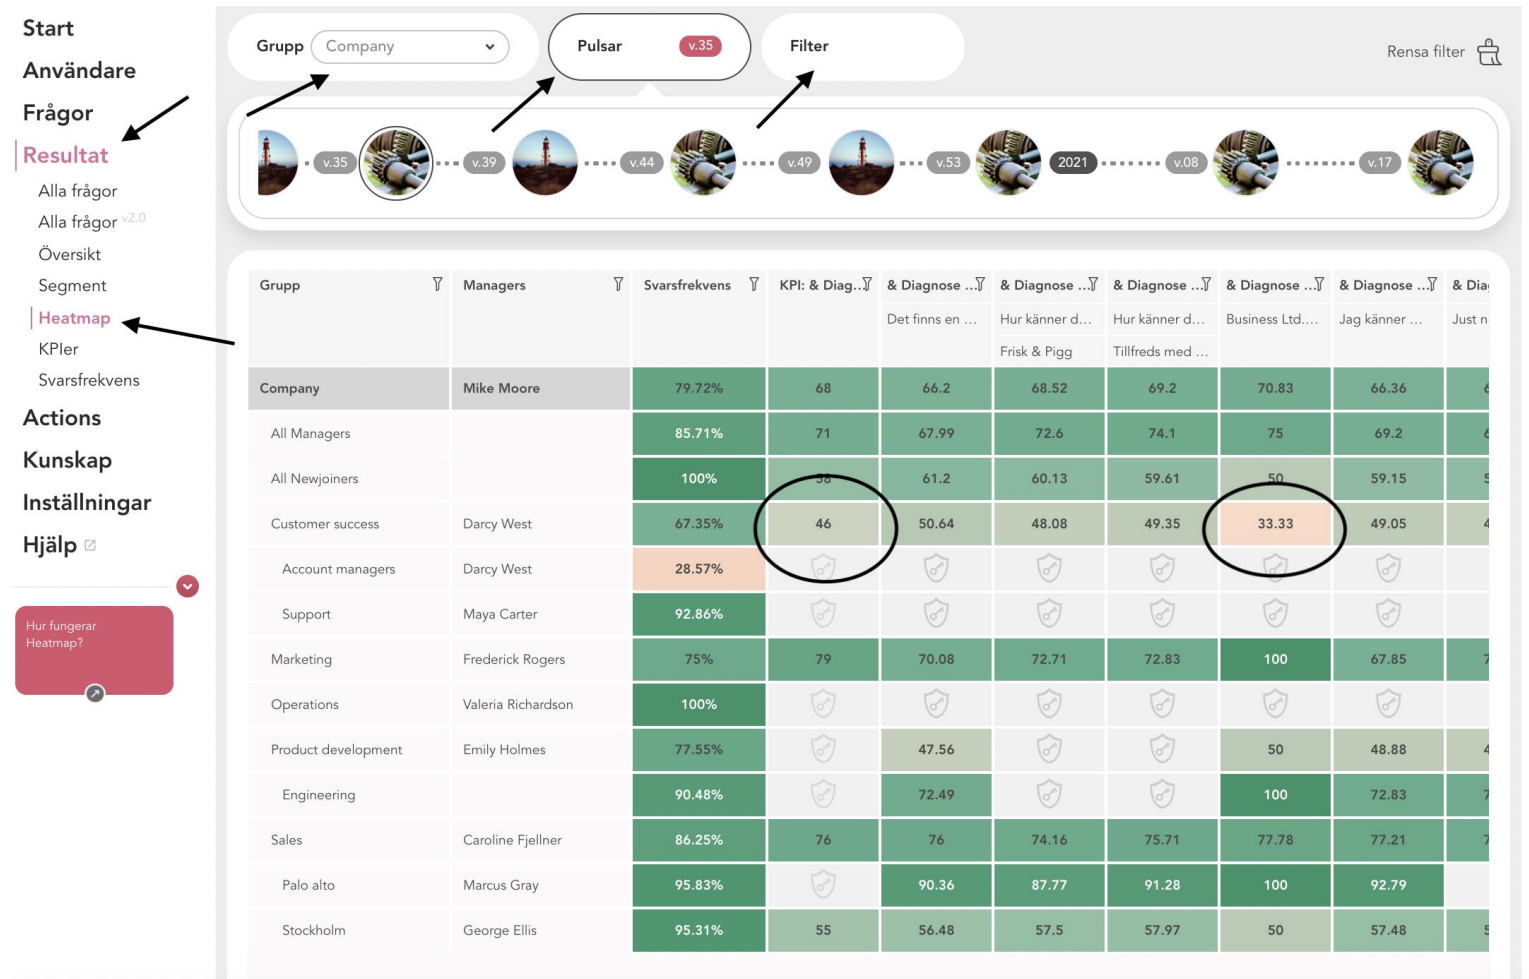 Start
Användare
Frågor
Resultat
Alla frågor
Alla frågor v2.0
Översikt
Segment
Heatmap
KPIer
Svarsfrekvens
Actions
Kunskap
Inställningar
Hjälp
Hur fungerar
Heatmap?
Grupp Company Pulsar v.35 Filter Rensa filter
v.35 v.39 v.44 v.49 v.53 2021 v.08 v.17
Grupp Managers Svarsfrekvens KPI: & Diag... & Diagnose ... & Diagnose ... & Diagnose ... & Diagnose ... & Diagnose ... & Dia
Det finns en ... Hur känner d... Hur känner d... Business Ltd.... Jag känner ... Just n
Frisk & Pigg Tillfreds med ...
Company Mike Moore 79.72% 68 66.2 68.52 69.2 70.83 66.36
All Managers 85.71% 71 67.99 72.6 74.1 75 69.2
All Newjoiners 100% 58 61.2 60.13 59.61 50 59.15
Customer success Darcy West 67.35% 46 50.64 48.08 49.35 33.33 49.05
Account managers Darcy West 28.57%
Support Maya Carter 92.86%
Marketing Frederick Rogers 75% 79 70.08 72.71 72.83 100 67.85
Operations Valeria Richardson 100%
Product development Emily Holmes 77.55% 47.56 50 48.88
Engineering 90.48% 72.49 100 72.83
Sales Caroline Fjellner 86.25% 76 76 74.16 75.71 77.78 77.21
Palo alto Marcus Gray 95.83% 90.36 87.77 91.28 100 92.79
Stockholm George Ellis 95.31% 55 56.48 57.5 57.97 50 57.48